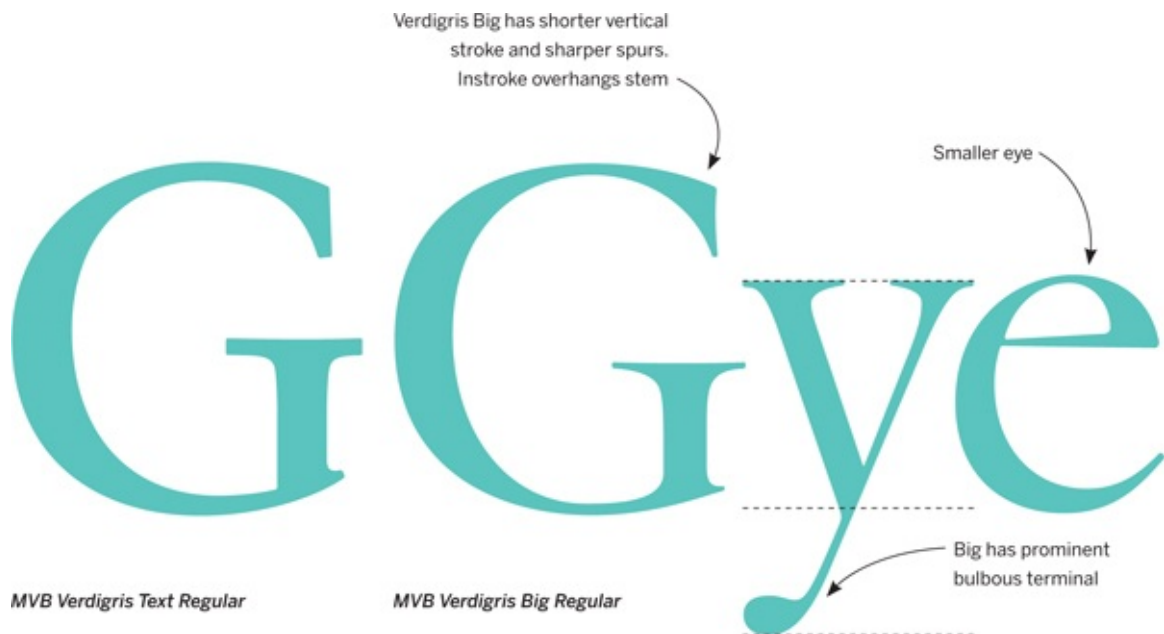 Verdigris Big has shorter vertical
stroke and sharper spurs.
Instroke overhangs stem
Smaller eye
G
Gye
Big has prominent
bulbous terminal
MVB Verdigris Text Regular
MVB Verdigris Big Regular